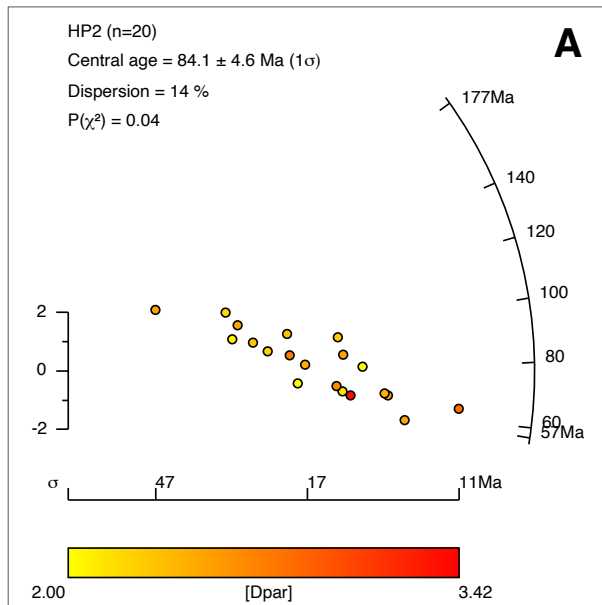 HP2 (n=20)
A
Central age = 84.1 ± 4.6 Ma (1σ)
Dispersion = 14 %
P(χ²) = 0.04
177Ma
140
120
100
80
60
57Ma
2
0
-2
σ
47
17
11Ma
2.00
[Dpar]
3.42